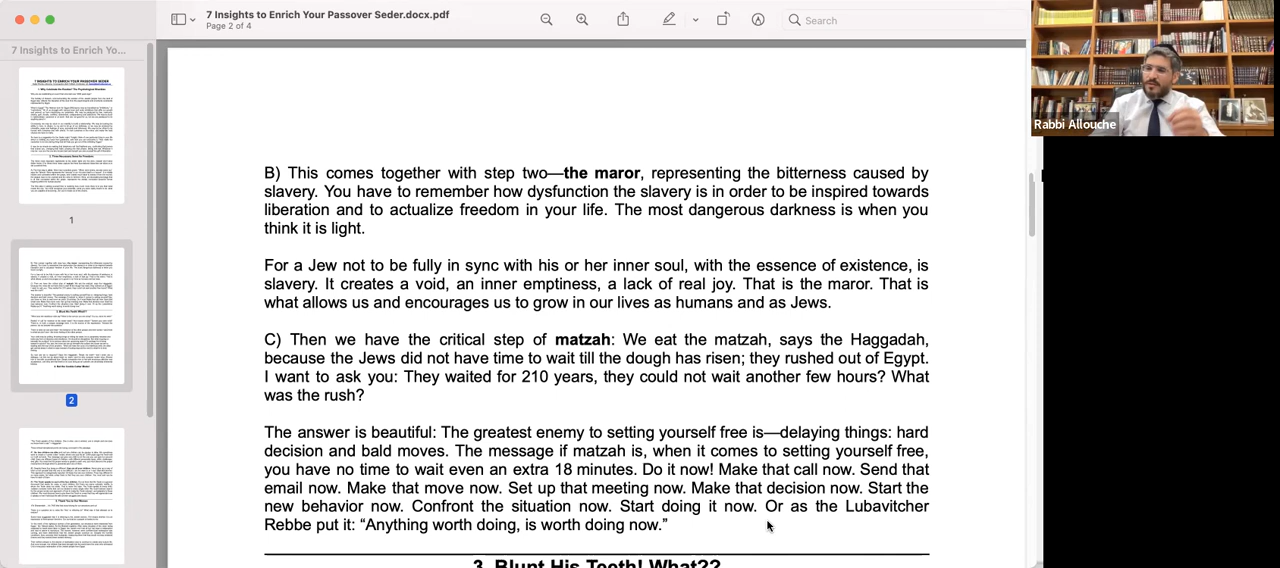 7 Insights to Enrich Your Passover Seder.docx.pdf
Page 2 of 4
Search
7 Insights to Enrich Yo...
1
2
B) This comes together with step two—the maror, representing the bitterness caused by
slavery. You have to remember how dysfunction the slavery is in order to be inspired towards
liberation and to actualize freedom in your life. The most dangerous darkness is when you
think it is light.
For a Jew not to be fully in sync with his or her inner soul, with the essence of existence, is
slavery. It creates a void, an inner emptiness, a lack of real joy. That is the maror. That is
what allows us and encourages us to grow in our lives as humans and as Jews.
C) Then we have the critical step of matzah: We eat the matzah, says the Haggadah,
because the Jews did not have time to wait till the dough has risen; they rushed out of Egypt.
I want to ask you: They waited for 210 years, they could not wait another few hours? What
was the rush?
The answer is beautiful: The greatest enemy to setting yourself free is—delaying things: hard
decision and bald moves. The message if matzah is, when it comes to setting yourself free,
you have no time to wait even an extra 18 minutes. Do it now! Make that call now. Send that
email now. Make that move now. Set up that meeting now. Make that decision now. Start the
new behavior now. Confront the situation now. Start doing it now. Or as the Lubavitcher
Rebbe put it: “Anything worth doing, is worth doing now.”
3. Blunt His Teeth! What??
Rabbi Allouche